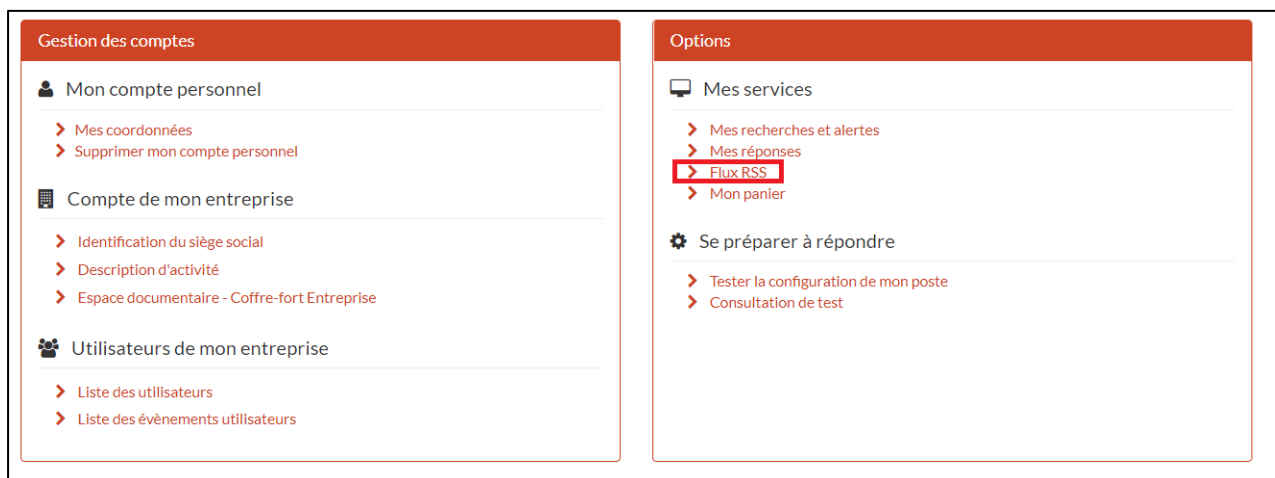 Gestion des comptes
Mon compte personnel
Mes coordonnées
Supprimer mon compte personnel
Compte de mon entreprise
Identification du siège social
Description d'activité
Espace documentaire - Coffre-fort Entreprise
Utilisateurs de mon entreprise
Liste des utilisateurs
Liste des évènements utilisateurs
Options
Mes services
Mes recherches et alertes
Mes réponses
Flux RSS
Mon panier
Se préparer à répondre
Tester la configuration de mon poste
Consultation de test